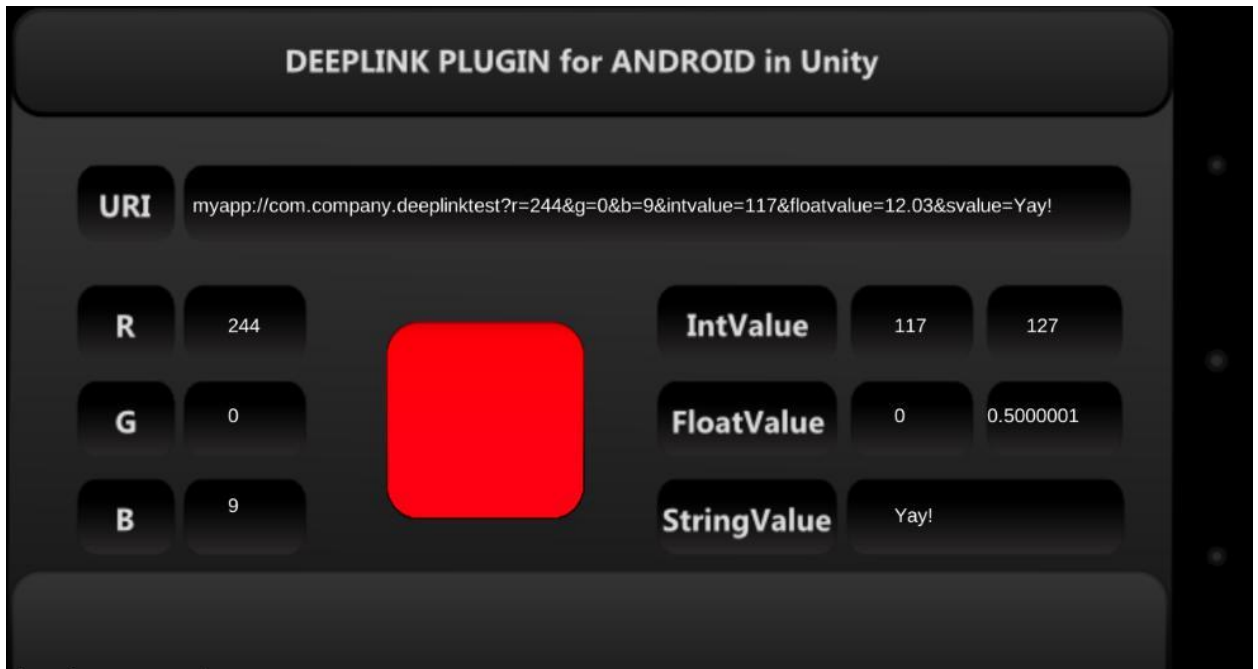 DEEPLINK PLUGIN for ANDROID in Unity
URI myapp://com.company.deeplinktest?r=244&g=0&b=9&intvalue=117&floatvalue=12.03&svalue=Yay!
R 244 IntValue 117 127
G 0 FloatValue 0 0.5000001
B 9 StringValue Yay!